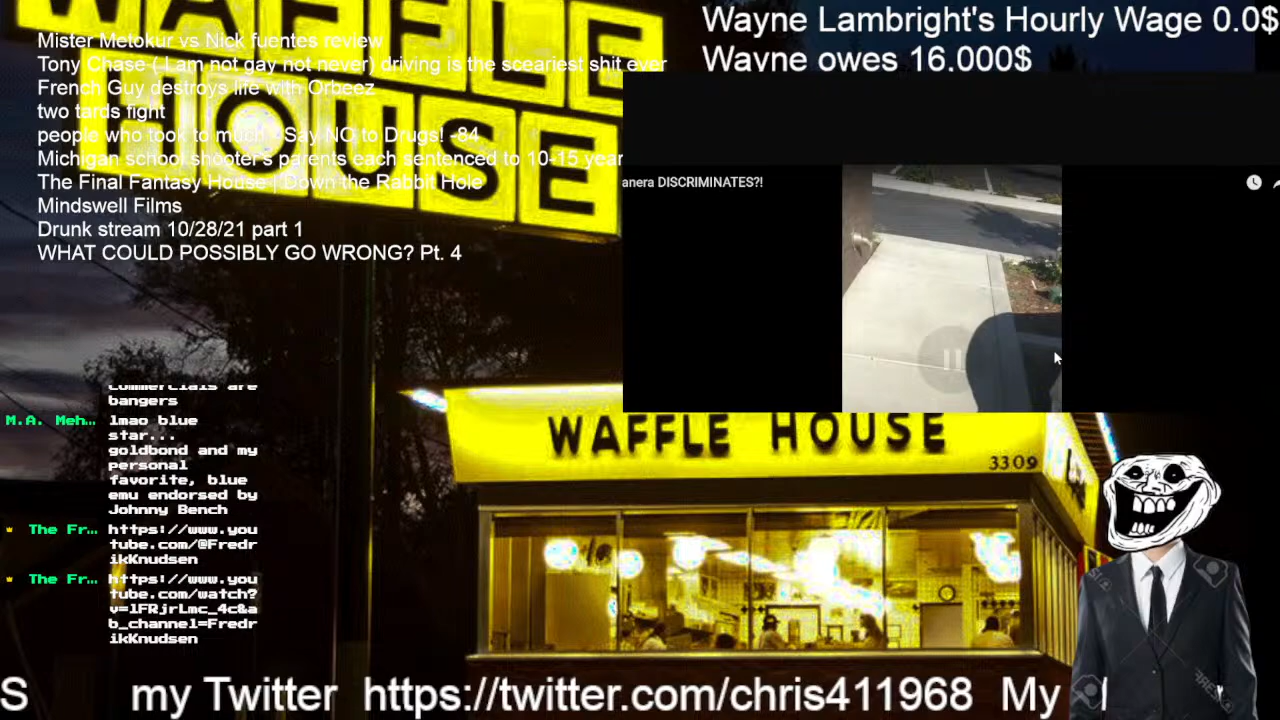 WAFFLE
HOUSE
Wayne Lambright's Hourly Wage 0.0$
Wayne owes 16.000$
Mister Metokur vs Nick fuentes review
Tony Chase ( I am not gay not never) driving is the sceariest shit ever
French Guy destroys life with Orbeez
two tards fight
people who took to much - Say NO to Drugs! -84
Michigan school shooter's parents each sentenced to 10-15 year
The Final Fantasy House | Down the Rabbit Hole
Mindswell Films
Drunk stream 10/28/21 part 1
WHAT COULD POSSIBLY GO WRONG? Pt. 4
anera DISCRIMINATES?!
commercials are
bangers
M.A. Meh… lmao blue
star...
goldbond and my
personal
favorite, blue
emu endorsed by
Johnny Bench
The Fr… https://www.you
tube.com/@Fredr
ikKnudsen
The Fr… https://www.you
tube.com/watch?
v=lFRjrLmc_4c&a
b_channel=Fredr
ikKnudsen
WAFFLE HOUSE
3309
S my Twitter https://twitter.com/chris411968 My